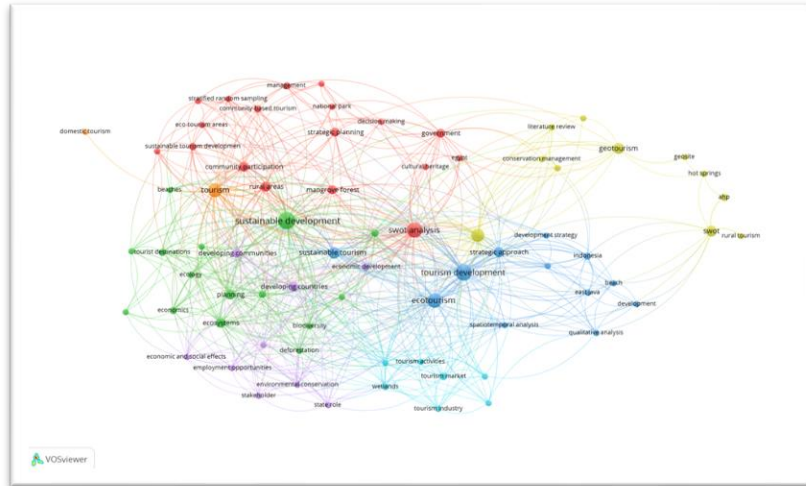 management
stratified random sampling
community-based tourism
national park
eco-tourism areas
decision making
domestic tourism
strategic planning
government
literature review
sustainable tourism developmen
geotourism
egypt
geosite
community participation
cultural heritage
conservation management
hot springs
beaches
tourism
rural areas
mangrove forest
ahp
sustainable development
swot analysis
swot
rural tourism
development strategy
tourist destinations
developing communities
sustainable tourism
strategic approach
indonesia
economic development
tourism development
ecology
beach
developing countries
planning
east java
ecotourism
development
economics
ecosystems
biodiversity
spatiotemporal analysis
qualitative analysis
deforestation
economic and social effects
employment opportunities
tourism activities
tourism market
environmental conservation
wetlands
stakeholder
state role
tourism industry
VOSviewer